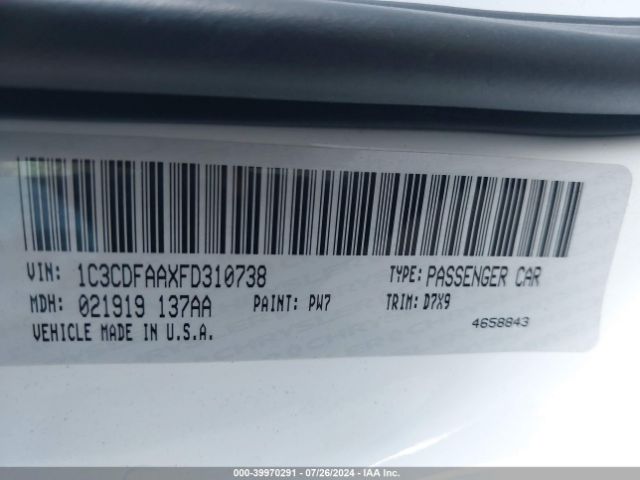 VIN: 1C3CDFAAXFD310738 TYPE: PASSENGER CAR
MDH: 021919 137AA PAINT: PW7 TRIM: D7X9
VEHICLE MADE IN U.S.A. 4658843
000-39970291 - 07/26/2024 - IAA Inc.